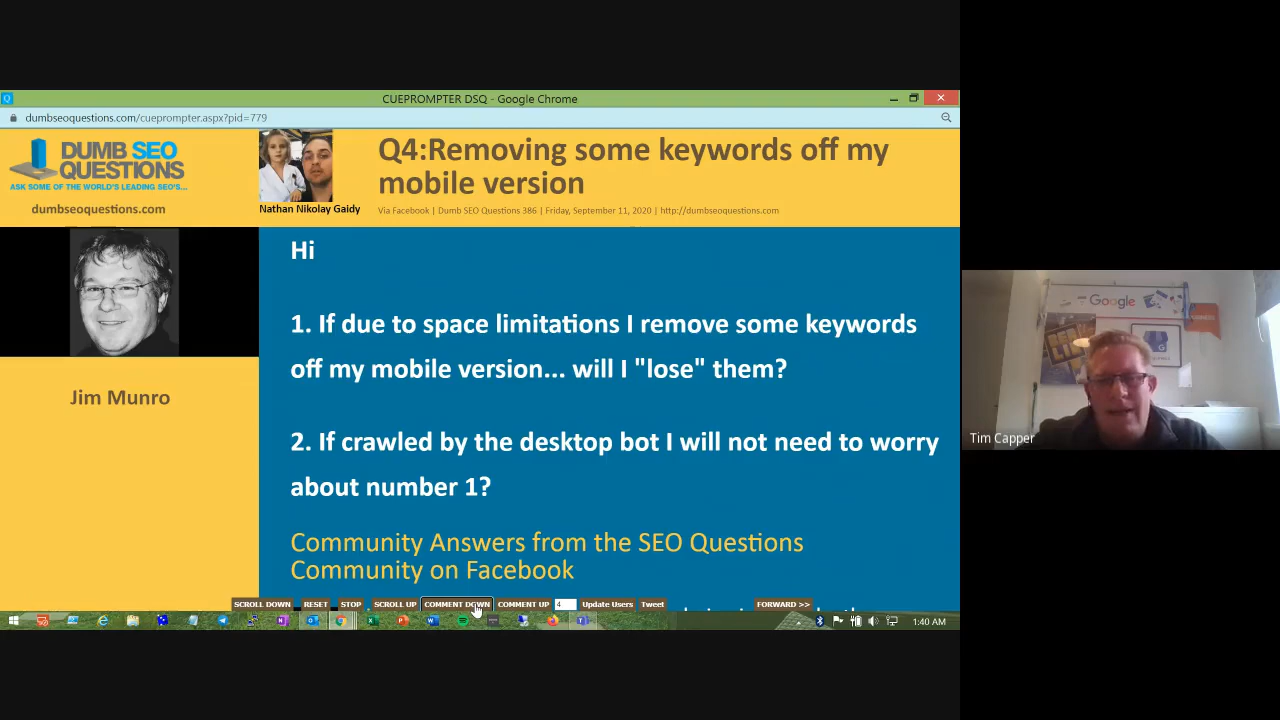 CUEPROMPTER DSQ - Google Chrome
dumbseoquestions.com/cueprompter.aspx?pid=779
DUMB SEO
QUESTIONS
ASK SOME OF THE WORLD'S LEADING SEO'S...
dumbseoquestions.com
Nathan Nikolay Gaidy
Q4:Removing some keywords off my
mobile version
Via Facebook | Dumb SEO Questions 386 | Friday, September 11, 2020 | http://dumbseoquestions.com
Jim Munro
Hi
1. If due to space limitations I remove some keywords
off my mobile version... will I "lose" them?
2. If crawled by the desktop bot I will not need to worry
about number 1?
Community Answers from the SEO Questions
Community on Facebook
SCROLL DOWN RESET STOP SCROLL UP COMMENT DOWN COMMENT UP 4 Update Users Tweet FORWARD >>
1:40 AM
Google
Tim Capper